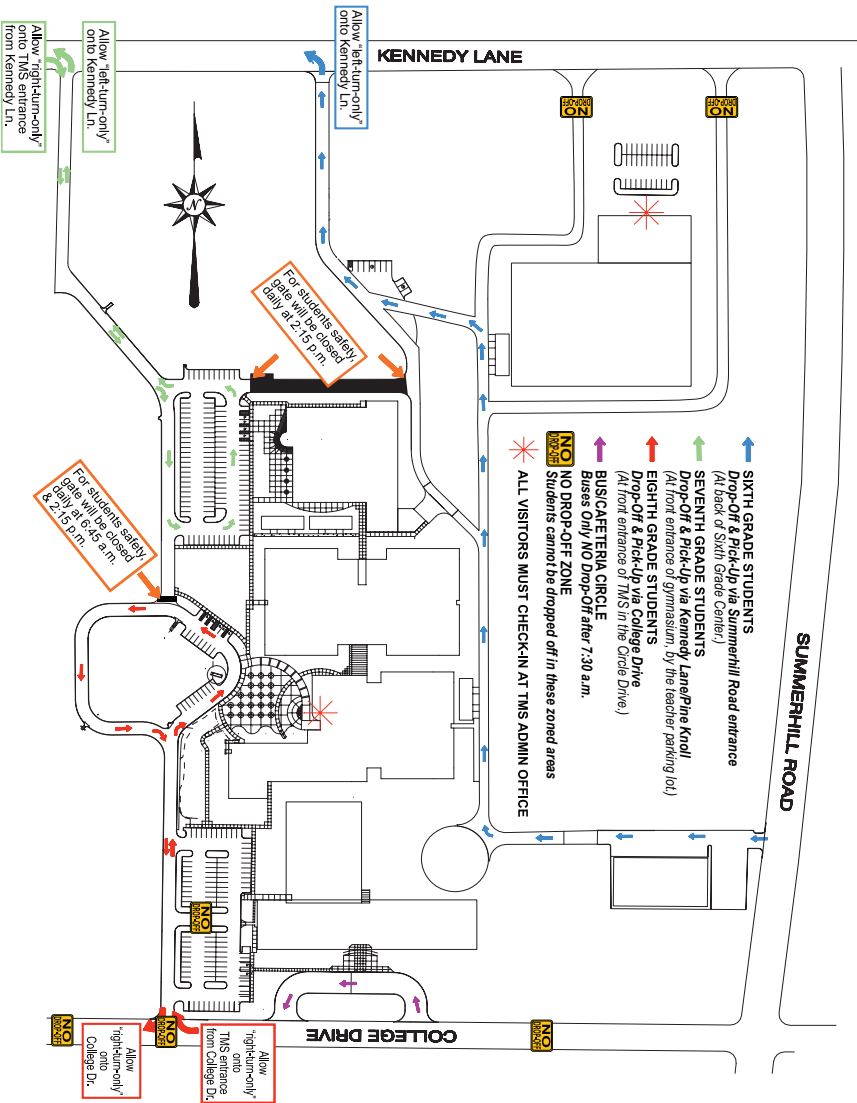 KENNEDY LANE
Allow "left-turn-only"
onto Kennedy Ln.
Allow "left-turn-only"
onto Kennedy Ln.
Allow "right-turn-only"
onto TMS entrance
from Kennedy Ln.
NO
DROP-OFF
NO
DROP-OFF
N
For students safety,
gate will be closed
daily at 2:15 p.m.
For students safety,
gate will be closed
daily at 6:45 a.m.
& 2:15 p.m.
SIXTH GRADE STUDENTS
Drop-Off & Pick-Up via Summerhill Road entrance
(At back of Sixth Grade Center.)
SEVENTH GRADE STUDENTS
Drop-Off & Pick-Up via Kennedy Lane/Pine Knoll
(At front entrance of gymnasium, by the teacher parking lot.)
EIGHTH GRADE STUDENTS
Drop-Off & Pick-Up via College Drive
(At front entrance of TMS in the Circle Drive.)
BUS/CAFETERIA CIRCLE
Buses Only NO Drop-Off after 7:30 a.m.
NO
DROP-OFF
NO DROP-OFF ZONE
Students cannot be dropped off in these zoned areas
ALL VISITORS MUST CHECK-IN AT TMS ADMIN OFFICE
SUMMERHILL ROAD
NO
DROP-OFF
COLLEGE DRIVE
NO
DROP-OFF
NO
DROP-OFF
NO
DROP-OFF
Allow
"right-turn-only"
onto
TMS entrance
from College Dr.
Allow
"right-turn-only"
onto
College Dr.